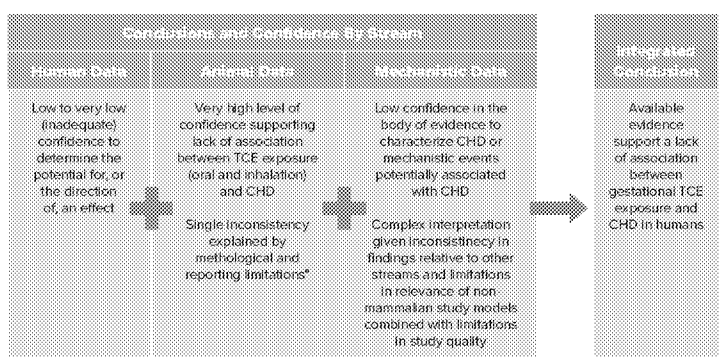 Conclusions and Confidence By Stream
Human Data
Low to very low
(inadequate)
confidence to
determine the
potential for, or
the direction
of, an effect
Animal Data
Very high level of
confidence supporting
lack of association
between TCE exposure
(oral and inhalation)
and CHD
Single inconsistency
explained by
methological and
reporting limitations*
Mechanistic Data
Low confidence in the
body of evidence to
characterize CHD or
mechanistic events
potentially associated
with CHD
Complex interpretation
given inconsistinecy in
findings relative to other
streams and limitations
in relevance of non-
mammalian study models
combined with limitations
in study quality
Integrated
Conclusion
Available
evidence
support a lack
of association
between
gestational TCE
exposure and
CHD in humans